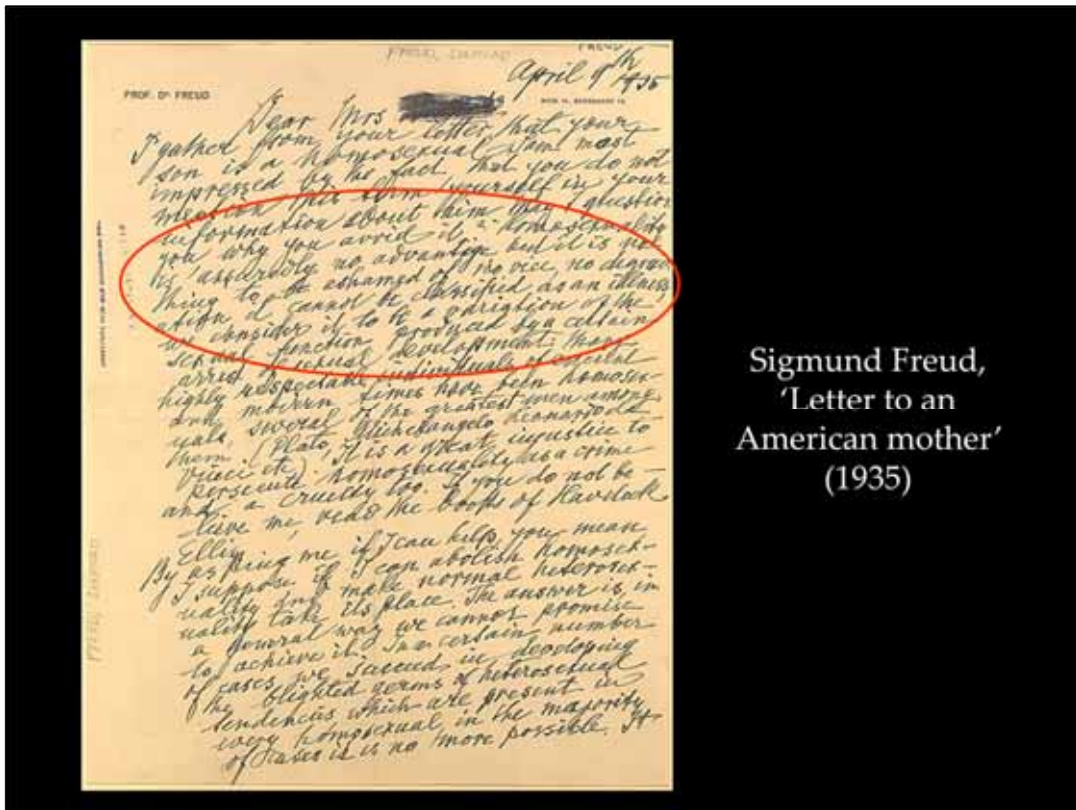 FREUD, SIGMUND
FREUD
April 9th 1935
PROF. Dr FREUD
WIEN, IX., BERGGASSE 19.
Dear Mrs
I gather from your letter that your
son is a homosexual. I am most
impressed by the fact that you do not
mention this term yourself in your
information about him. May I question
you why you avoid it? Homosexuality
is assuredly no advantage but it is nothing
thing to be ashamed of, no vice, no degrad-
ation, it cannot be classified as an illness
we consider it to be a variation of the
sexual function produced by a certain
arrest of sexual development. Many
highly respectable individuals of ancient
and modern times have been homosex-
uals, several of the greatest men among
them (Plato, Michelangelo, Leonardo da
Vinci etc). It is a great injustice to
persecute homosexuality as a crime
and a cruelty too. If you do not be-
lieve me, read the books of Havelock
Ellis.
By asking me if I can help, you mean
I suppose, if I can abolish homosex-
uality and make normal heterosex-
uality take its place. The answer is, in
a general way we cannot promise
to achieve it. In a certain number
of cases we succeed in developing
the blighted germs of heterosexual
tendencies which are present in
every homosexual in the majority
of cases it is no more possible. It
FREUD, SIGMUND
Sigmund Freud,
‘Letter to an
American mother’
(1935)